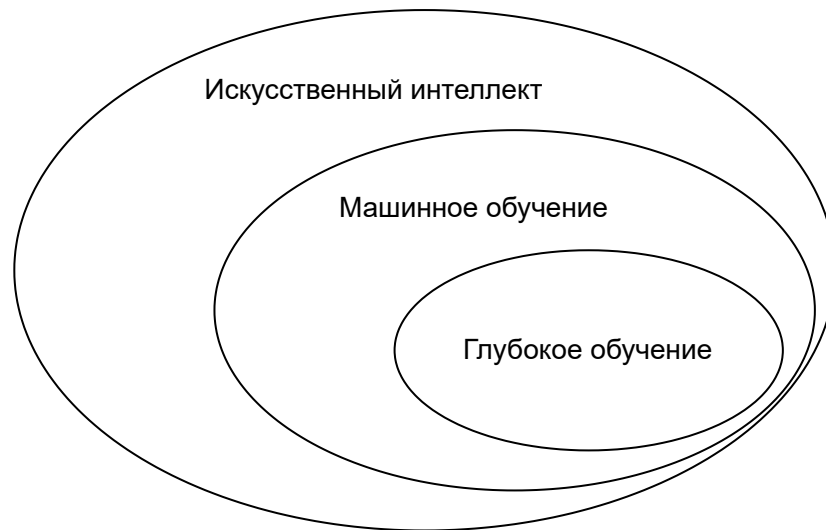 Искусственный интеллект
Машинное обучение
Глубокое обучение